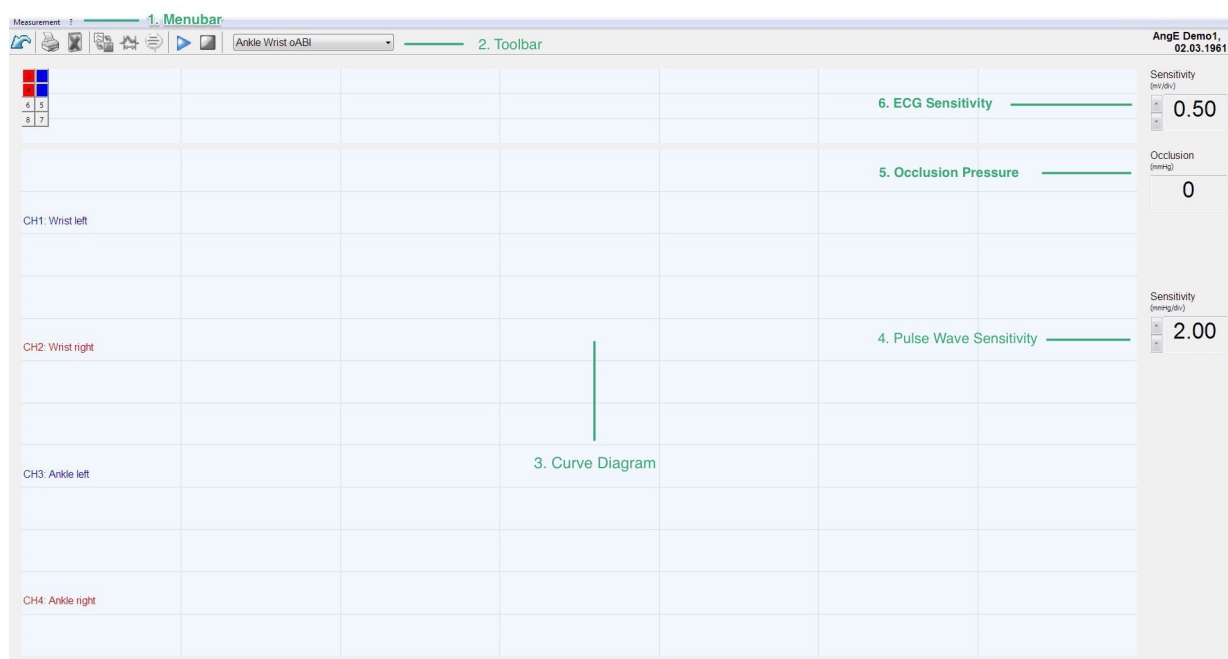 Measurement ?
1. Menubar
Ankle Wrist oABI
2. Toolbar
AngE Demo1,
02.03.1961
6 5
8 7
6. ECG Sensitivity
Sensitivity
(mV/div)
0.50
5. Occlusion Pressure
Occlusion
(mmHg)
0
CH1: Wrist left
Sensitivity
(mmHg/div)
2.00
4. Pulse Wave Sensitivity
CH2: Wrist right
3. Curve Diagram
CH3: Ankle left
CH4: Ankle right